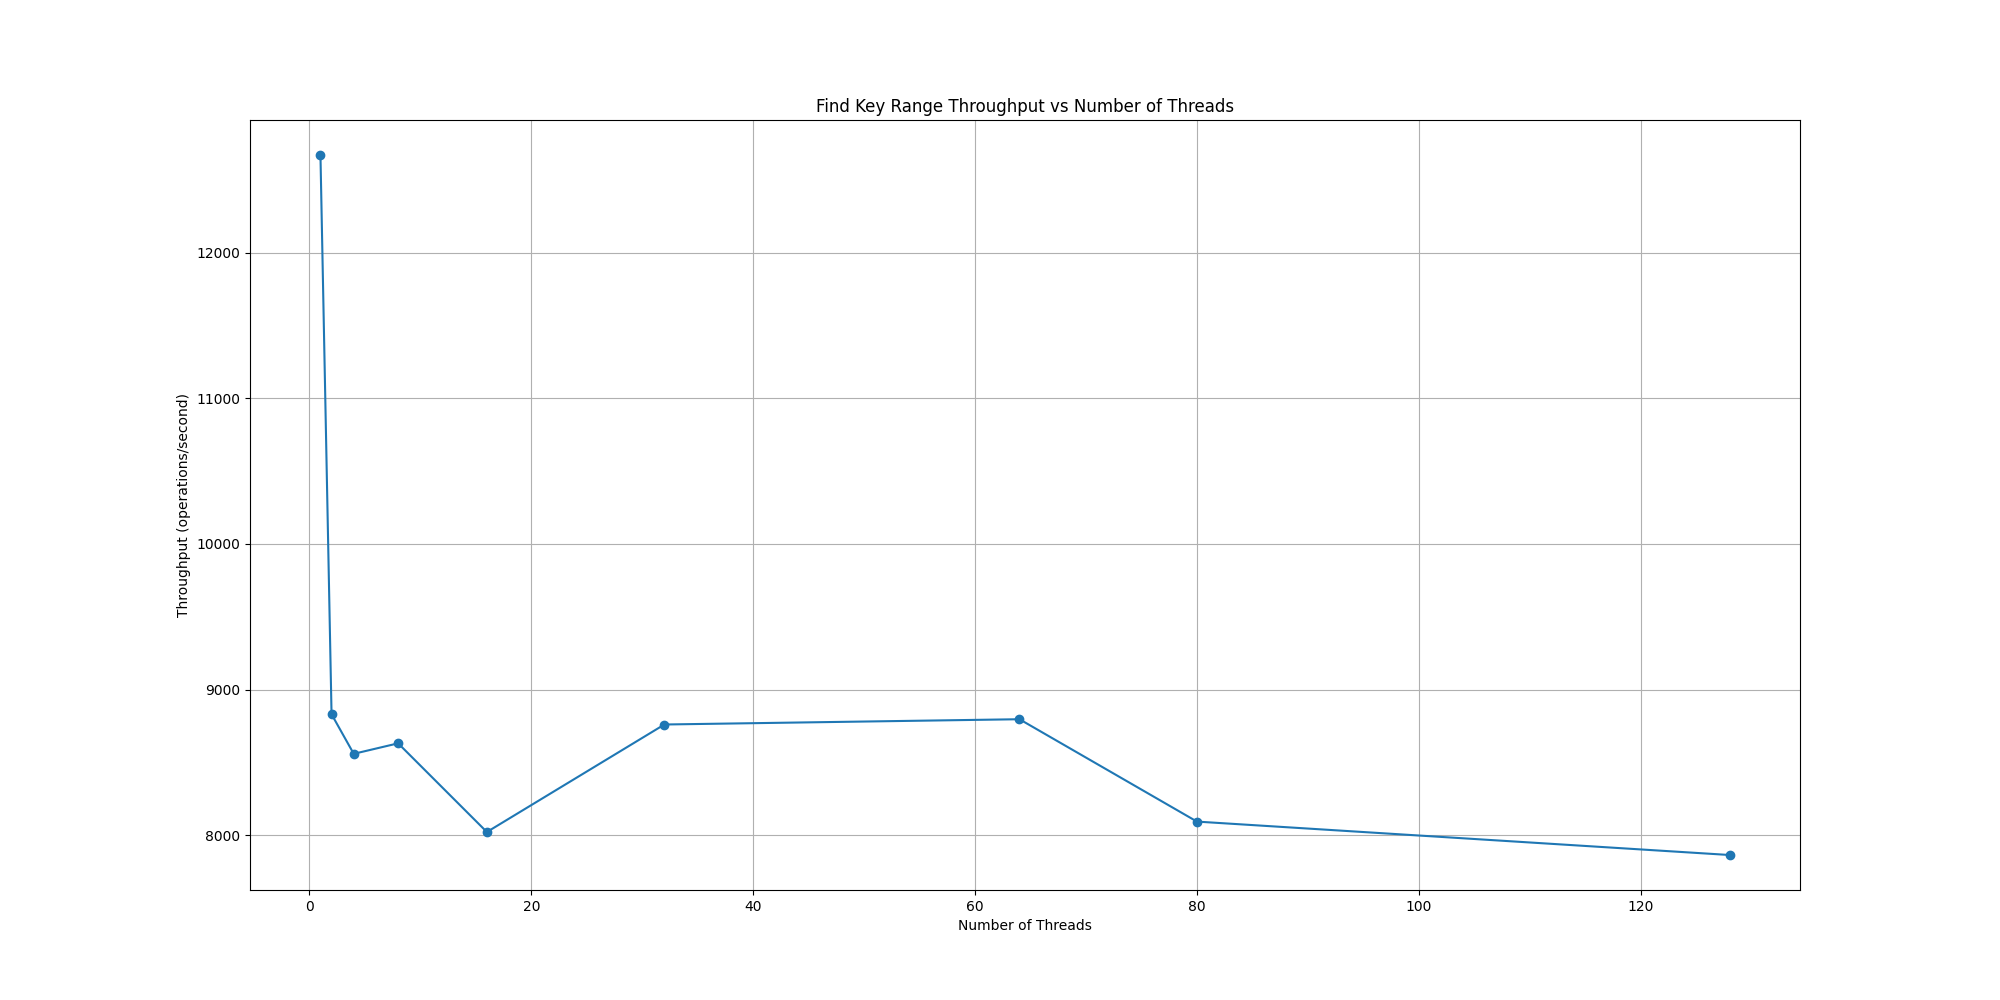 Find Key Range Throughput vs Number of Threads
Throughput (operations/second)
12000
11000
10000
9000
8000
0 20 40 60 80 100 120
Number of Threads